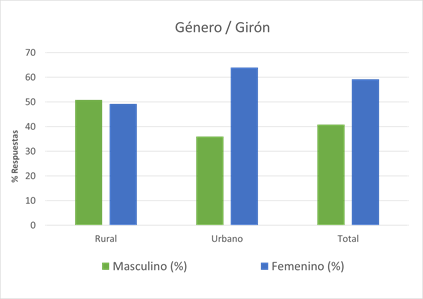 Género / Girón
70
60
50
40
30
20
10
0
% Respuestas
Rural
Urbano
Total
Masculino (%)
Femenino (%)